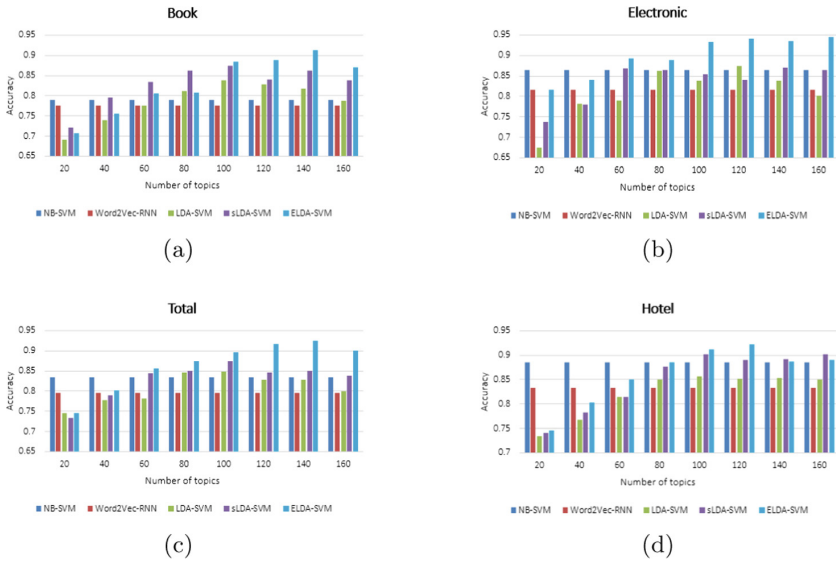 Book
0.95
0.9
0.85
0.8
0.75
0.7
0.65
Accuracy
20 40 60 80 100 120 140 160
Number of topics
NB-SVM Word2Vec-RNN LDA-SVM sLDA-SVM ELDA-SVM
(a)
Electronic
0.95
0.9
0.85
0.8
0.75
0.7
0.65
Accuracy
20 40 60 80 100 120 140 160
Number of topics
NB-SVM Word2Vec-RNN LDA-SVM sLDA-SVM ELDA-SVM
(b)
Total
0.95
0.9
0.85
0.8
0.75
0.7
0.65
Accuracy
20 40 60 80 100 120 140 160
Number of topics
NB-SVM Word2Vec-RNN LDA-SVM sLDA-SVM ELDA-SVM
(c)
Hotel
0.95
0.9
0.85
0.8
0.75
0.7
Accuracy
20 40 60 80 100 120 140 160
Number of topics
NB-SVM Word2Vec-RNN LDA-SVM sLDA-SVM ELDA-SVM
(d)